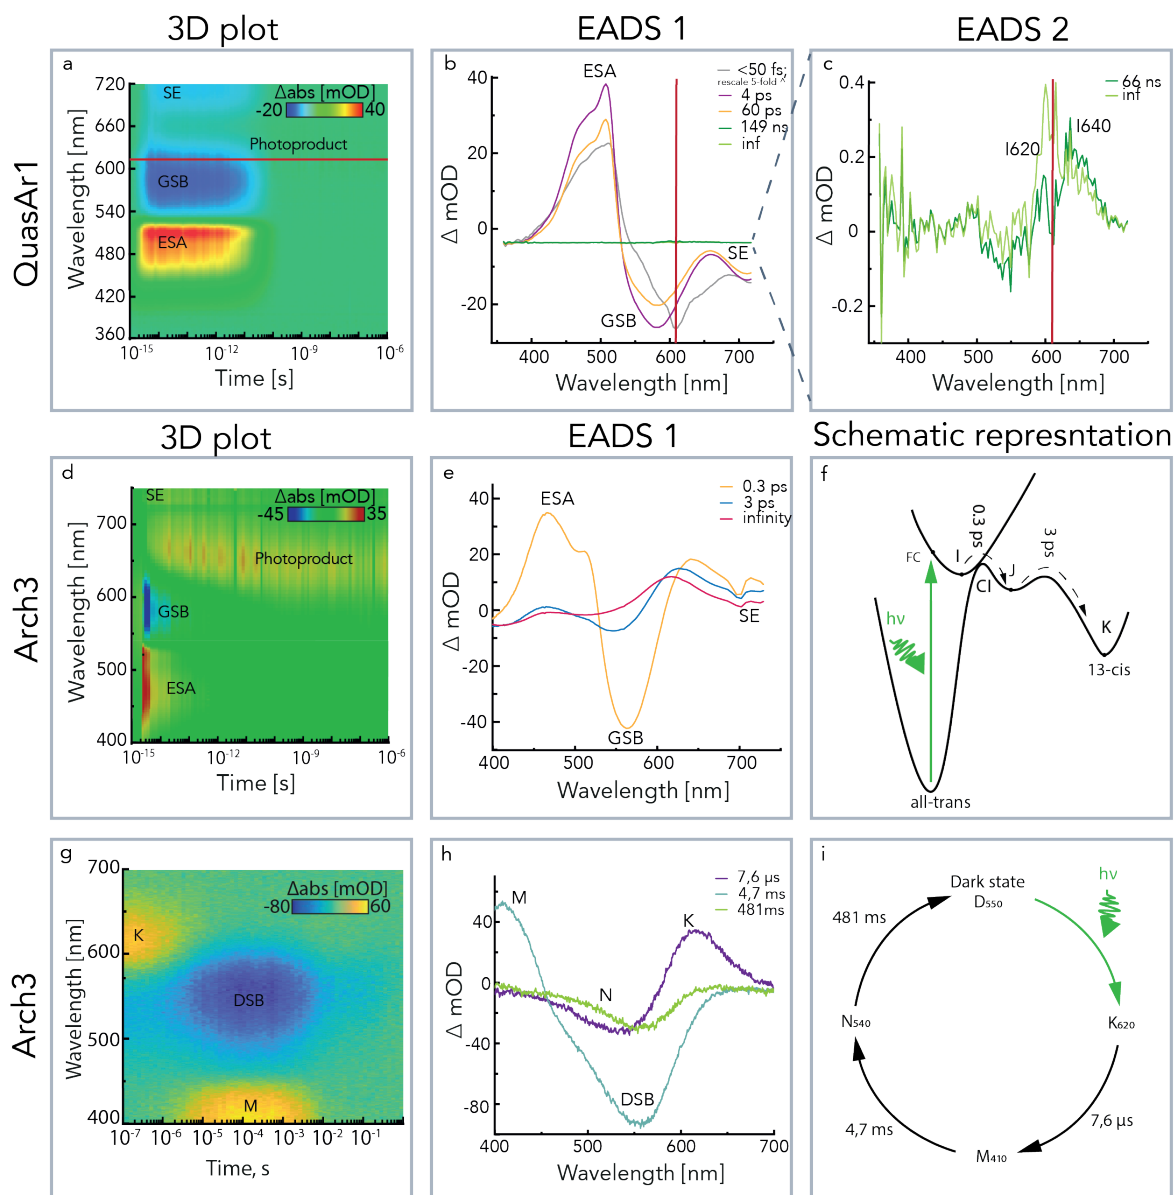 3D plot
EADS 1
EADS 2
QuasAr1
a
Wavelength [nm]
720
660
600
540
480
420
360
SE
Δabs [mOD]
-20
40
Photoproduct
GSB
ESA
10-15
10-12
10-9
10-6
Time [s]
b
Δ mOD
40
20
0
-20
ESA
<50 fs;
rescale 5-fold ^
4 ps
60 ps
149 ns
inf
SE
GSB
400
500
600
700
Wavelength [nm]
c
Δ mOD
0.4
0.2
0
-0.2
66 ns
inf
I640
I620
400
500
600
700
Wavelength [nm]
3D plot
EADS 1
Schematic represntation
Arch3
d
Wavelength [nm]
700
600
500
400
SE
Δabs [mOD]
-45
35
Photoproduct
GSB
ESA
10-15
10-12
10-9
10-6
Time [s]
e
Δ mOD
40
20
0
-20
-40
ESA
0.3 ps
3 ps
infinity
SE
GSB
400
500
600
700
Wavelength [nm]
f
0.3 ps
3 ps
FC
I
CI
J
hν
K
13-cis
all-trans
Arch3
g
Wavelength [nm]
700
600
500
400
Δabs [mOD]
-80
60
K
DSB
M
10-7
10-6
10-5
10-4
10-3
10-2
10-1
Time, s
h
Δ mOD
40
0
-40
-80
M
7,6 µs
4,7 ms
481ms
K
N
DSB
400
500
600
700
Wavelength [nm]
i
hν
Dark state
D550
481 ms
N540
K620
4,7 ms
7,6 µs
M410